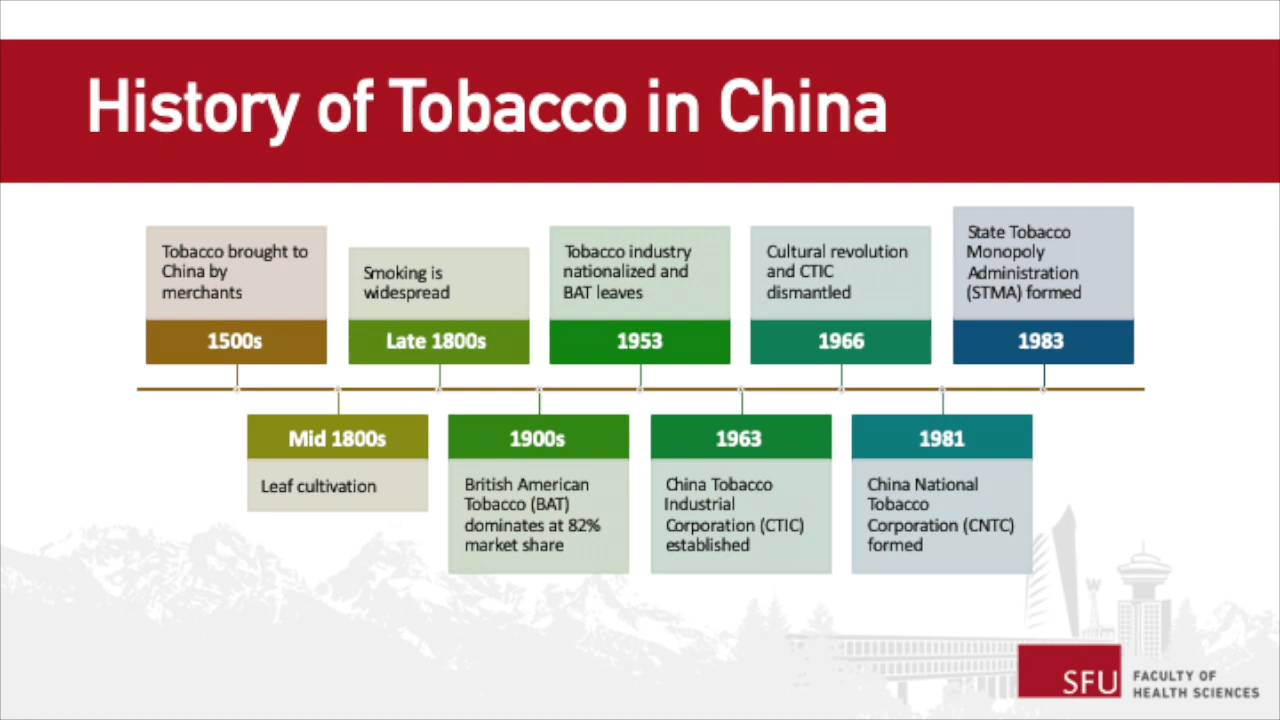 History of Tobacco in China
Tobacco brought to
China by
merchants
1500s
Mid 1800s
Leaf cultivation
Smoking is
widespread
Late 1800s
1900s
British American
Tobacco (BAT)
dominates at 82%
market share
Tobacco industry
nationalized and
BAT leaves
1953
1963
China Tobacco
Industrial
Corporation (CTIC)
established
Cultural revolution
and CTIC
dismantled
1966
1981
China National
Tobacco
Corporation (CNTC)
formed
State Tobacco
Monopoly
Administration
(STMA) formed
1983
SFU
FACULTY OF
HEALTH SCIENCES